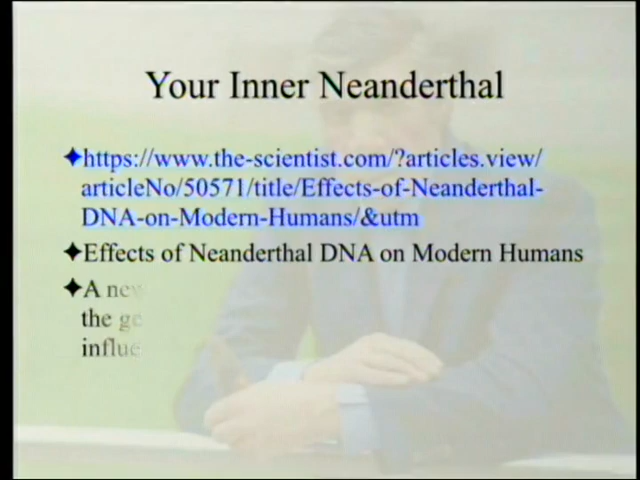 Your Inner Neanderthal
✦https://www.the-scientist.com/?articles.view/
articleNo/50571/title/Effects-of-Neanderthal-
DNA-on-Modern-Humans/&utm
✦Effects of Neanderthal DNA on Modern Humans
✦A
the